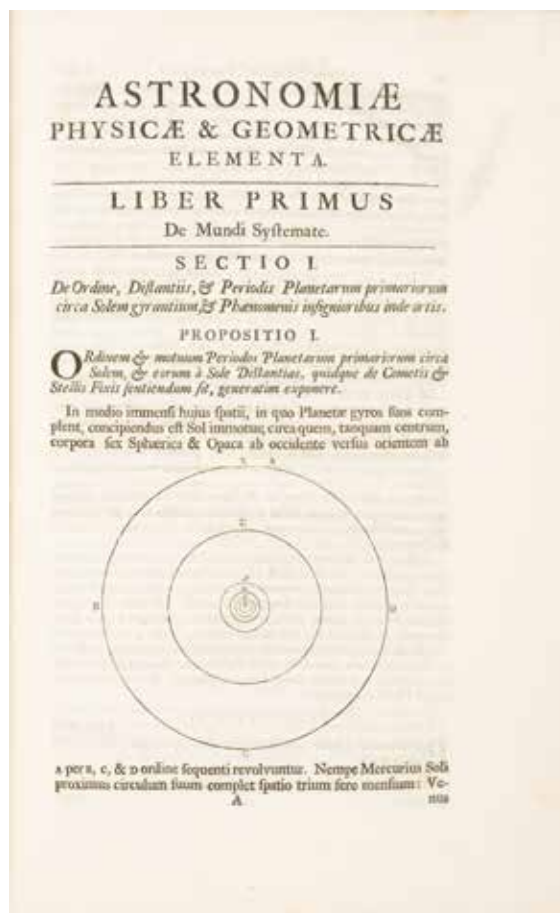 ASTRONOMIÆ
PHYSICÆ & GEOMETRICÆ
ELEMENTA.
LIBER PRIMUS
De Mundi Syſtemate.
SECTIO I.
De Ordine, Diſtantiis, & Periodis Planetarum primariorum
circa Solem gyrantium, & Phænomenis inſignioribus inde ortis.
PROPOSITIO I.
ORdinem & motuum Periodos Planetarum primariorum circa
Solem, & eorum à Sole Diſtantias, quidque de Cometis &
Stellis Fixis ſentiendum ſit, generatim exponere.
In medio immenſi huius ſpatii, in quo Planetæ gyros ſuos com-
plent, concipiendus eſt Sol immotus; circa quem, tanquam centrum,
corpora ſex Sphærica & Opaca ab occidente verſus orientem ab
A
B
D
C
A per B, C, & D ordine ſequenti revolvuntur. Nempe Mercurius Soli
proximus circulum ſuum complet ſpatio trium fere menſium: Ve-
A
nus